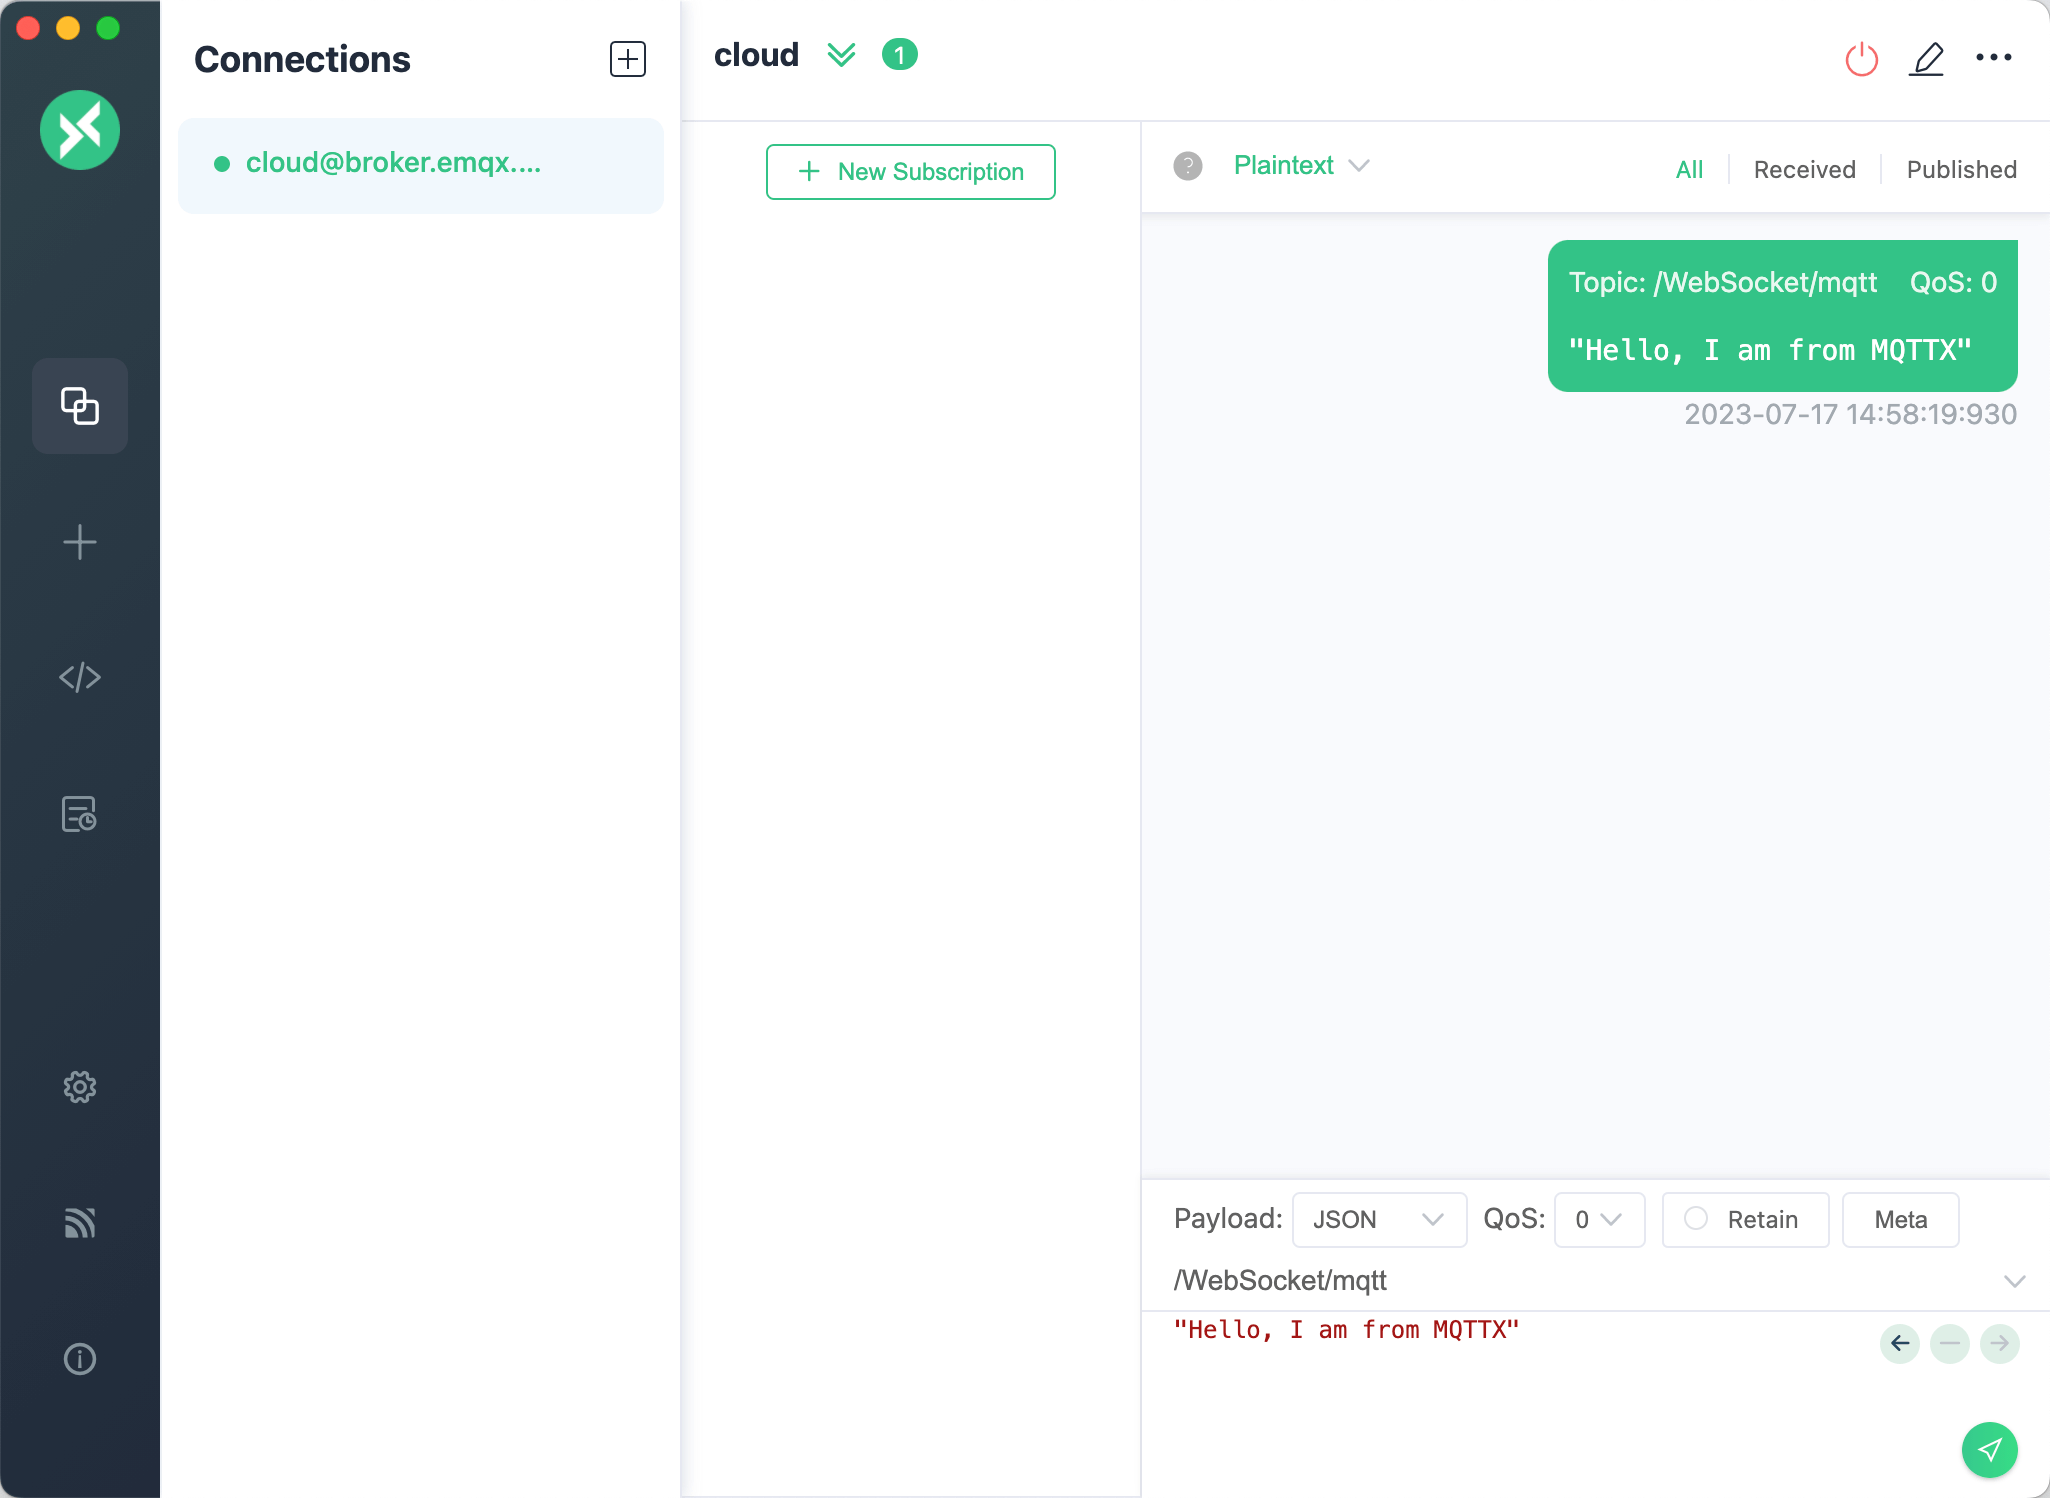 Connections
cloud@broker.emqx....
cloud 1
New Subscription
Plaintext
All Received Published
Topic: /WebSocket/mqtt QoS: 0
"Hello, I am from MQTTX"
2023-07-17 14:58:19:930
Payload: JSON QoS: 0 Retain Meta
/WebSocket/mqtt
"Hello, I am from MQTTX"